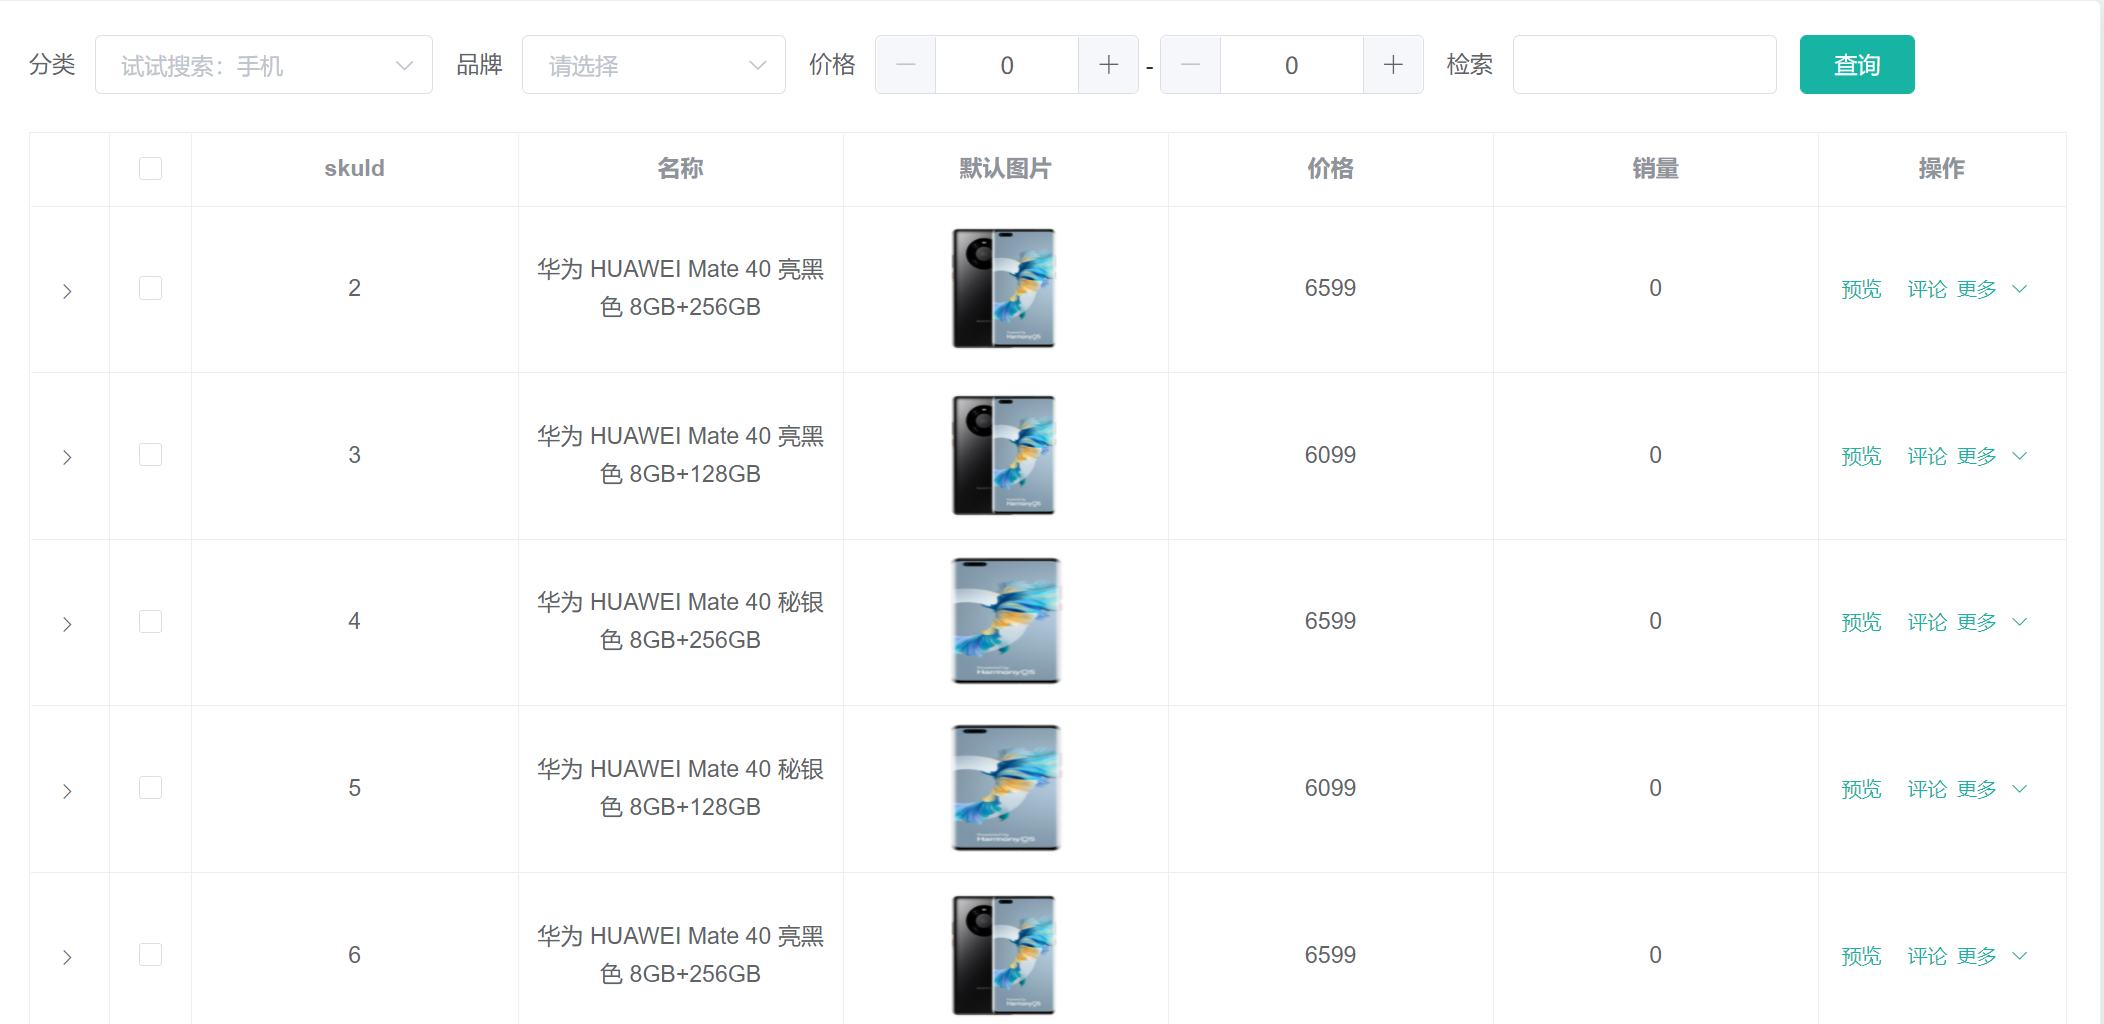 分类 试试搜索：手机 品牌 请选择 价格 0 - 0 检索 查询
skuId 名称 默认图片 价格 销量 操作
2 华为 HUAWEI Mate 40 亮黑
色 8GB+256GB 6599 0 预览 评论 更多
3 华为 HUAWEI Mate 40 亮黑
色 8GB+128GB 6099 0 预览 评论 更多
4 华为 HUAWEI Mate 40 秘银
色 8GB+256GB 6599 0 预览 评论 更多
HarmonyOS
5 华为 HUAWEI Mate 40 秘银
色 8GB+128GB 6099 0 预览 评论 更多
HarmonyOS
6 华为 HUAWEI Mate 40 亮黑
色 8GB+256GB 6599 0 预览 评论 更多